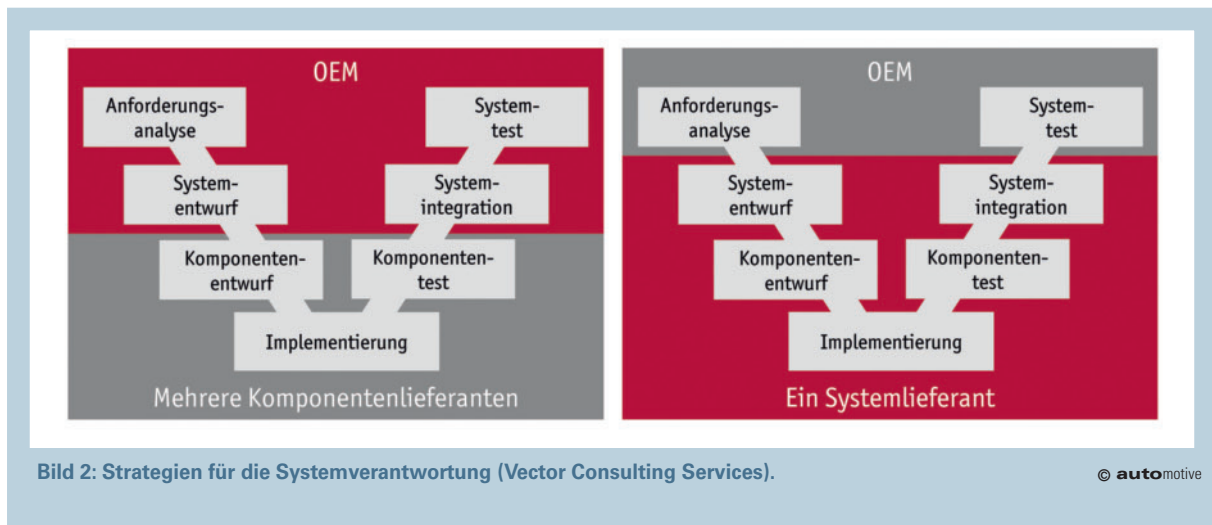 OEM
Anforderungs-
analyse
System-
test
System-
entwurf
System-
integration
Komponenten-
entwurf
Komponenten-
test
Implementierung
Mehrere Komponentenlieferanten
OEM
Anforderungs-
analyse
System-
test
System-
entwurf
System-
integration
Komponenten-
entwurf
Komponenten-
test
Implementierung
Ein Systemlieferant
Bild 2: Strategien für die Systemverantwortung (Vector Consulting Services).
© automotive